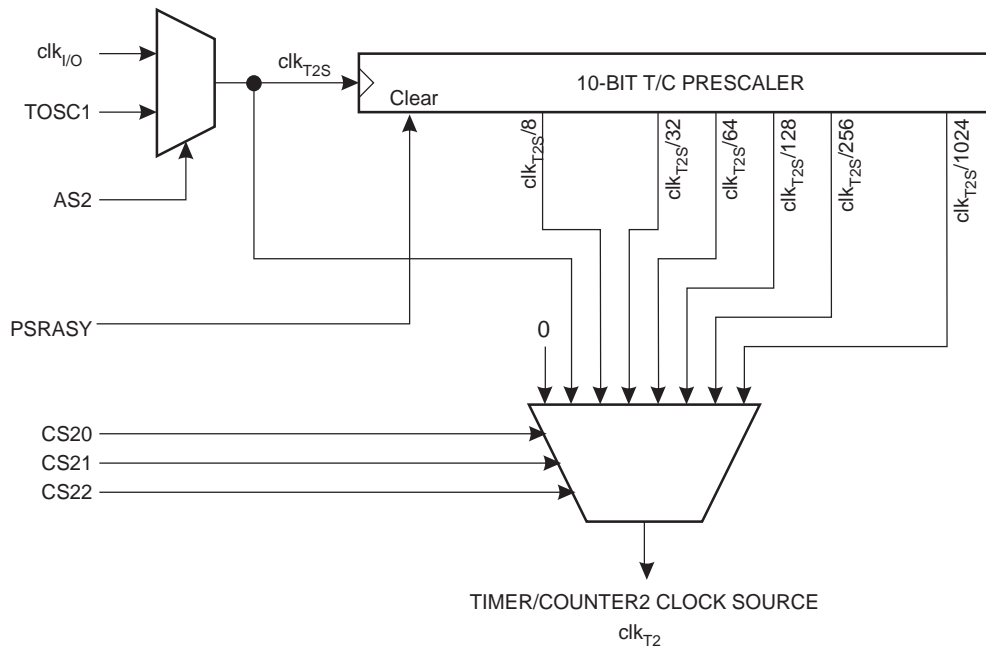 clkI/O
TOSC1
AS2
PSRASY
clkT2S
10-BIT T/C PRESCALER
Clear
clkT2S/8
clkT2S/32
clkT2S/64
clkT2S/128
clkT2S/256
clkT2S/1024
0
CS20
CS21
CS22
TIMER/COUNTER2 CLOCK SOURCE
clkT2